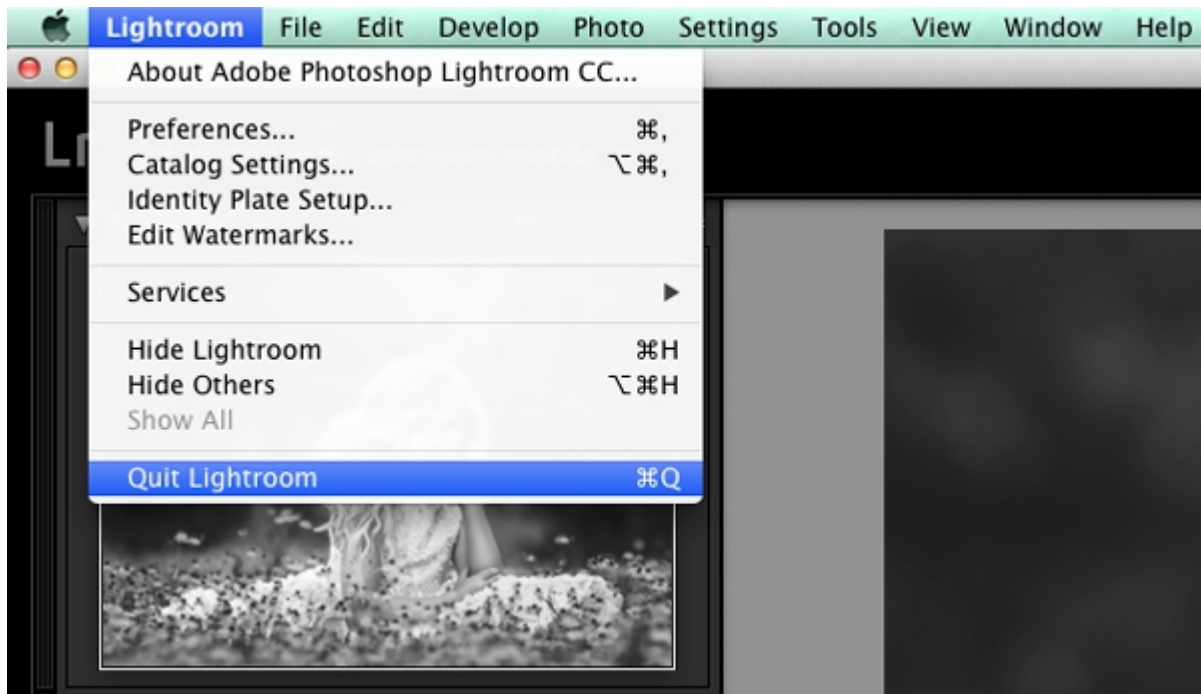 Lightroom File Edit Develop Photo Settings Tools View Window Help
About Adobe Photoshop Lightroom CC...
Preferences... ⌘,
Lr
Catalog Settings... ⌥⌘,
Identity Plate Setup...
Edit Watermarks...
Services ▶
Hide Lightroom ⌘H
Hide Others ⌥⌘H
Show All
Quit Lightroom ⌘Q